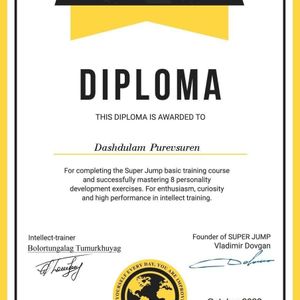 DIPLOMA
THIS DIPLOMA IS AWARDED TO
Dashdulam Purevsuren
For completing the Super Jump basic training course
and successfully mastering 8 personality
development exercises. For enthusiasm, curiosity
and high performance in intellect training.
Intellect-trainer
Bolortungalag Tumurkhuyag
Founder of SUPER JUMP
Vladimir Dovgan
YOURSELF EVERY DAY, YOU ARE